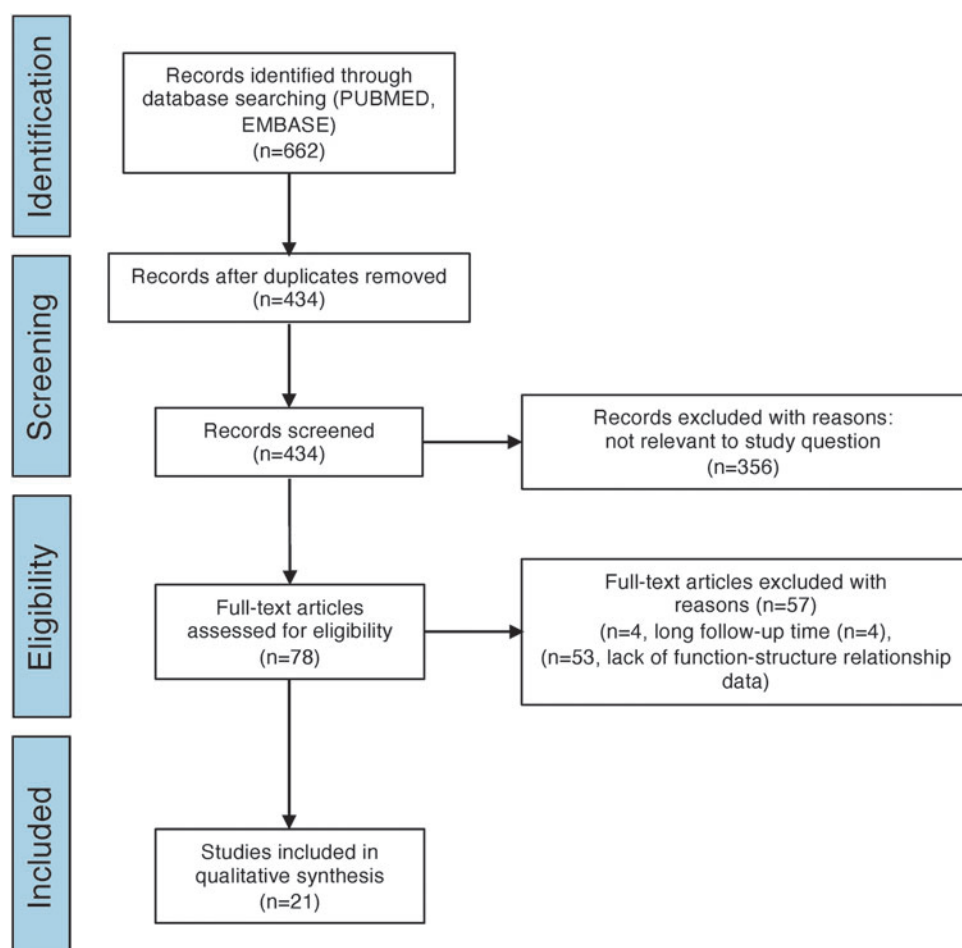 Identification
Records identified through
database searching (PUBMED,
EMBASE)
(n=662)
Screening
Records after duplicates removed
(n=434)
Records screened
(n=434)
Records excluded with reasons:
not relevant to study question
(n=356)
Eligibility
Full-text articles
assessed for eligibility
(n=78)
Full-text articles excluded with
reasons (n=57)
(n=4, long follow-up time (n=4),
(n=53, lack of function-structure relationship
data)
Included
Studies included in
qualitative synthesis
(n=21)